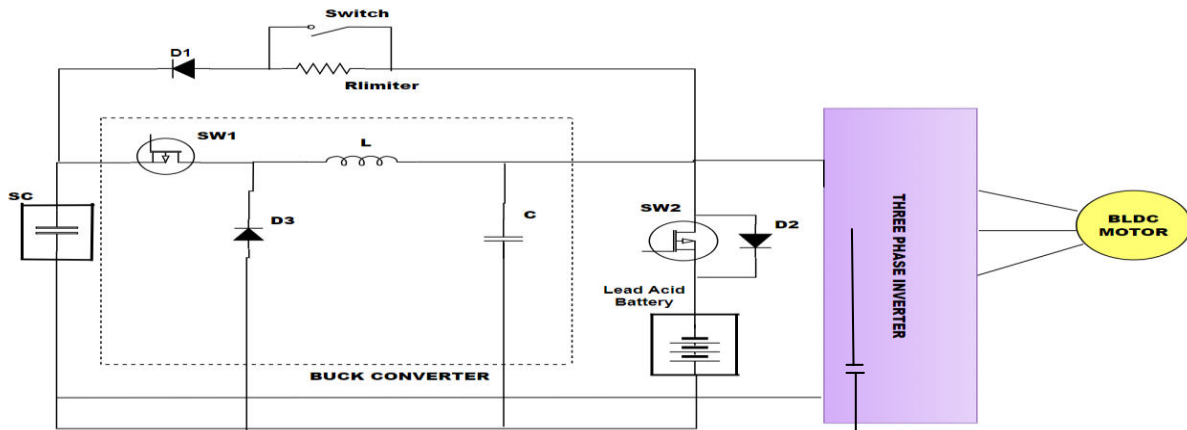 Switch
D1
Rlimiter
SW1
L
SC
D3
C
SW2
D2
Lead Acid
Battery
BUCK CONVERTER
THREE PHASE INVERTER
BLDC
MOTOR